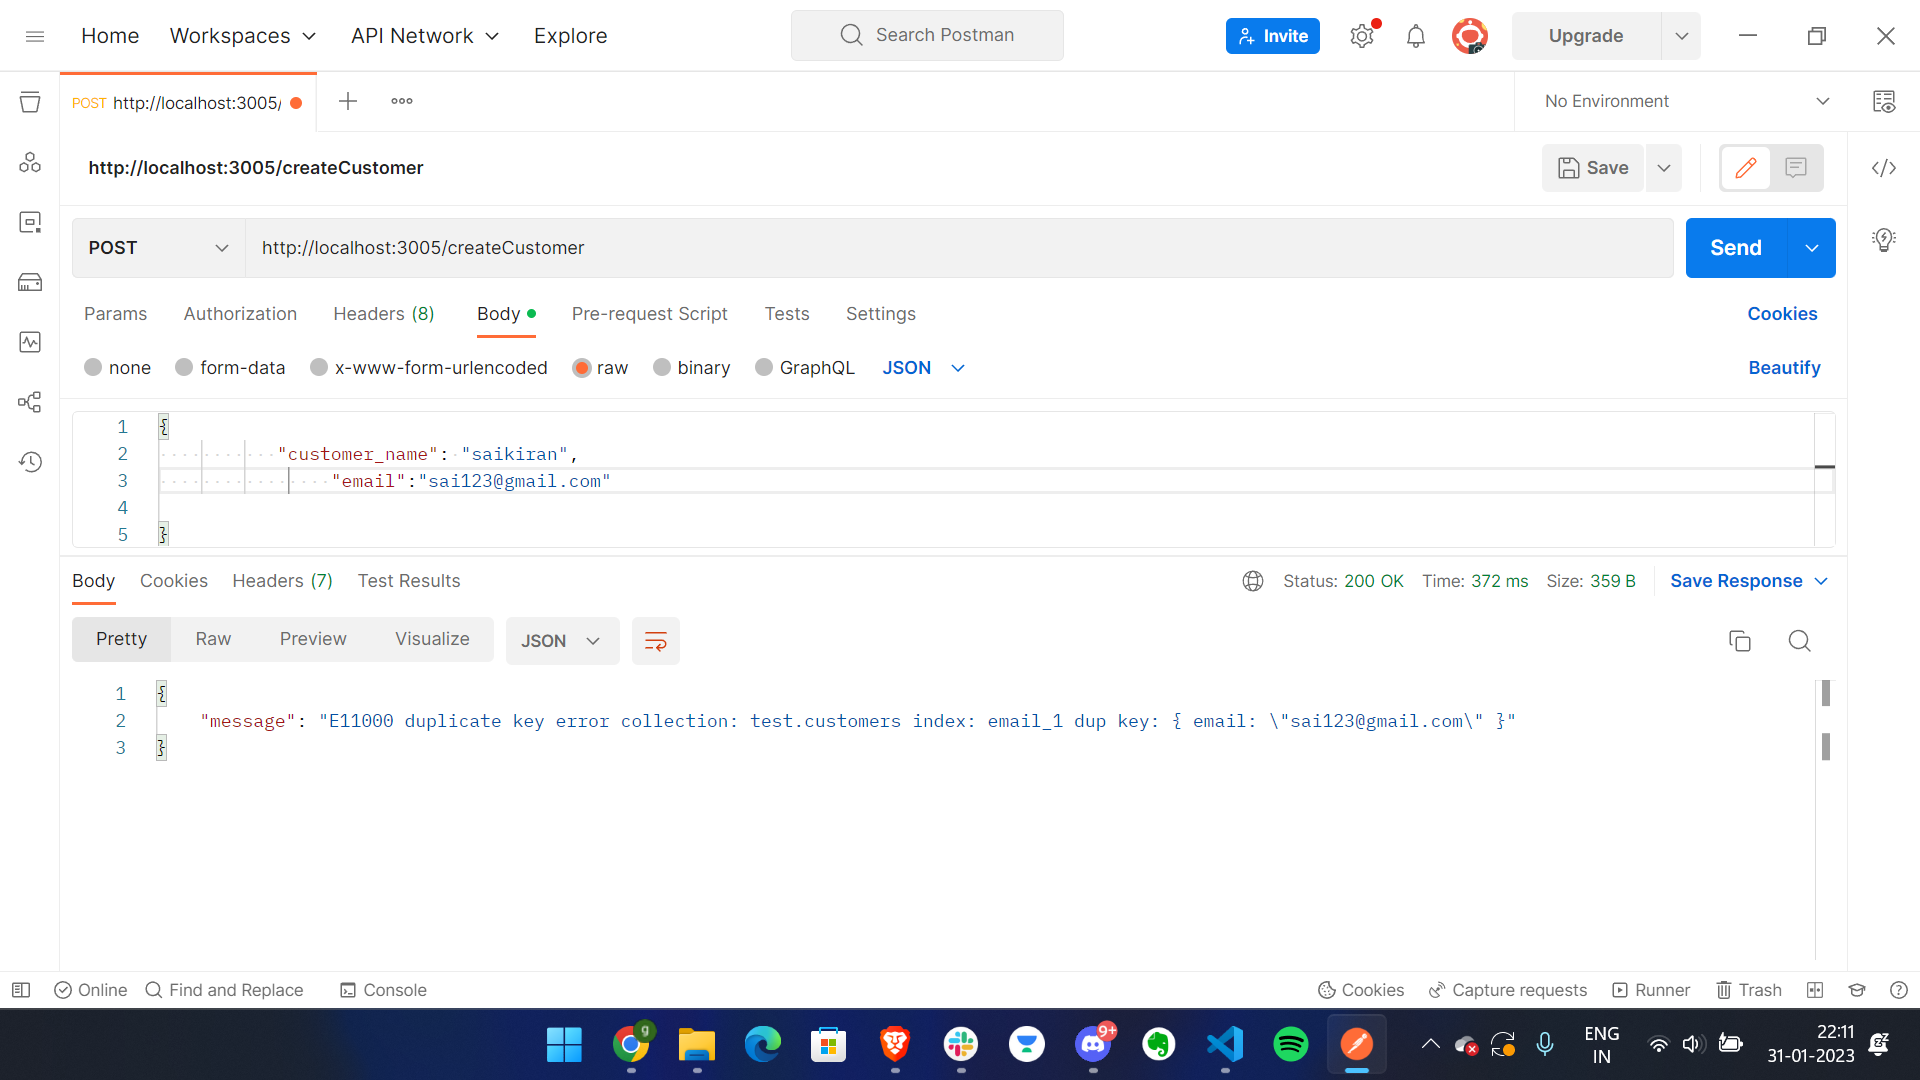 Home Workspaces API Network Explore Search Postman Invite Upgrade
POST http://localhost:3005/ No Environment
http://localhost:3005/createCustomer Save
POST http://localhost:3005/createCustomer Send
Params Authorization Headers (8) Body Pre-request Script Tests Settings Cookies
none form-data x-www-form-urlencoded raw binary GraphQL JSON Beautify
1 {
2 "customer_name": "saikiran",
3 "email":"sai123@gmail.com"
4
5 }
Body Cookies Headers (7) Test Results Status: 200 OK Time: 372 ms Size: 359 B Save Response
Pretty Raw Preview Visualize JSON
1 {
2 "message": "E11000 duplicate key error collection: test.customers index: email_1 dup key: { email: \"sai123@gmail.com\" }"
3 }
Online Find and Replace Console Cookies Capture requests Runner Trash
g 9+ ENG 22:11
IN 31-01-2023